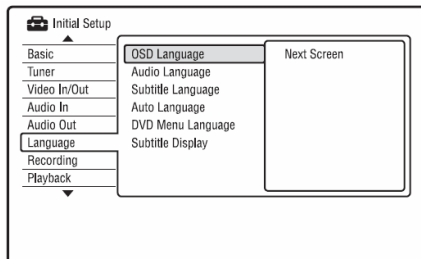 Initial Setup
Basic
Tuner
Video In/Out
Audio In
Audio Out
Language
Recording
Playback
OSD Language
Audio Language
Subtitle Language
Auto Language
DVD Menu Language
Subtitle Display
Next Screen